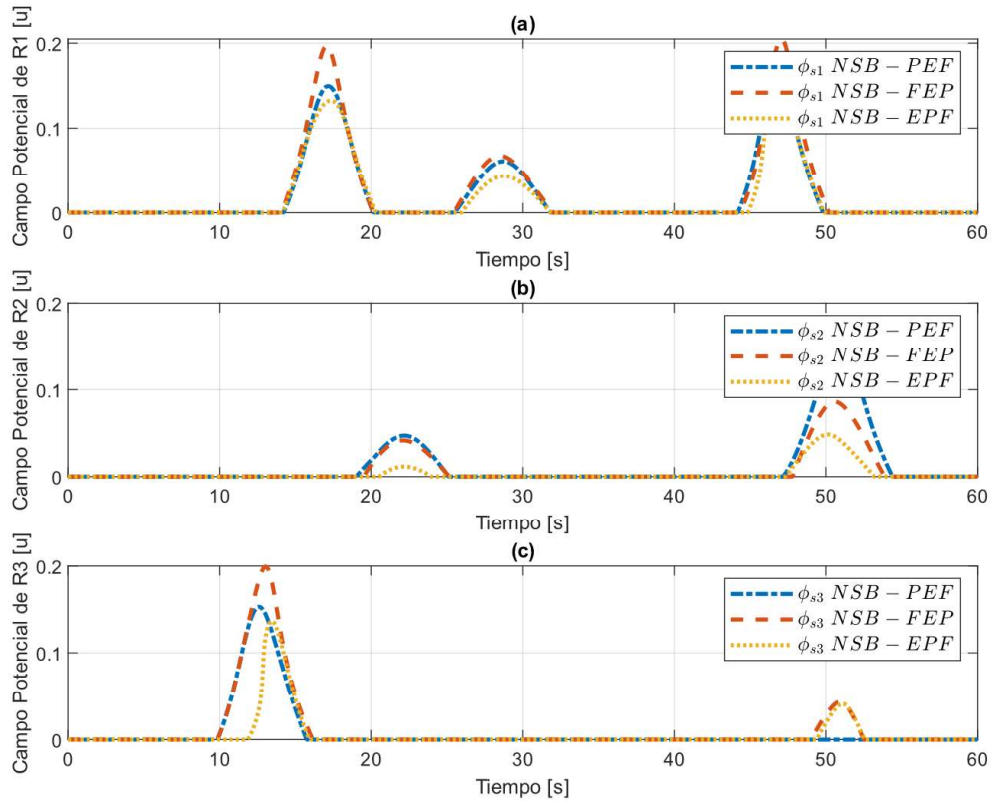 (a)
Campo Potencial de R1 [u]
0.2
0.1
0
ϕs1 NSB − PEF
ϕs1 NSB − FEP
ϕs1 NSB − EPF
0 10 20 30 40 50 60
Tiempo [s]
(b)
Campo Potencial de R2 [u]
0.2
0.1
0
ϕs2 NSB − PEF
ϕs2 NSB − FEP
ϕs2 NSB − EPF
0 10 20 30 40 50 60
Tiempo [s]
(c)
Campo Potencial de R3 [u]
0.2
0.1
0
ϕs3 NSB − PEF
ϕs3 NSB − FEP
ϕs3 NSB − EPF
0 10 20 30 40 50 60
Tiempo [s]